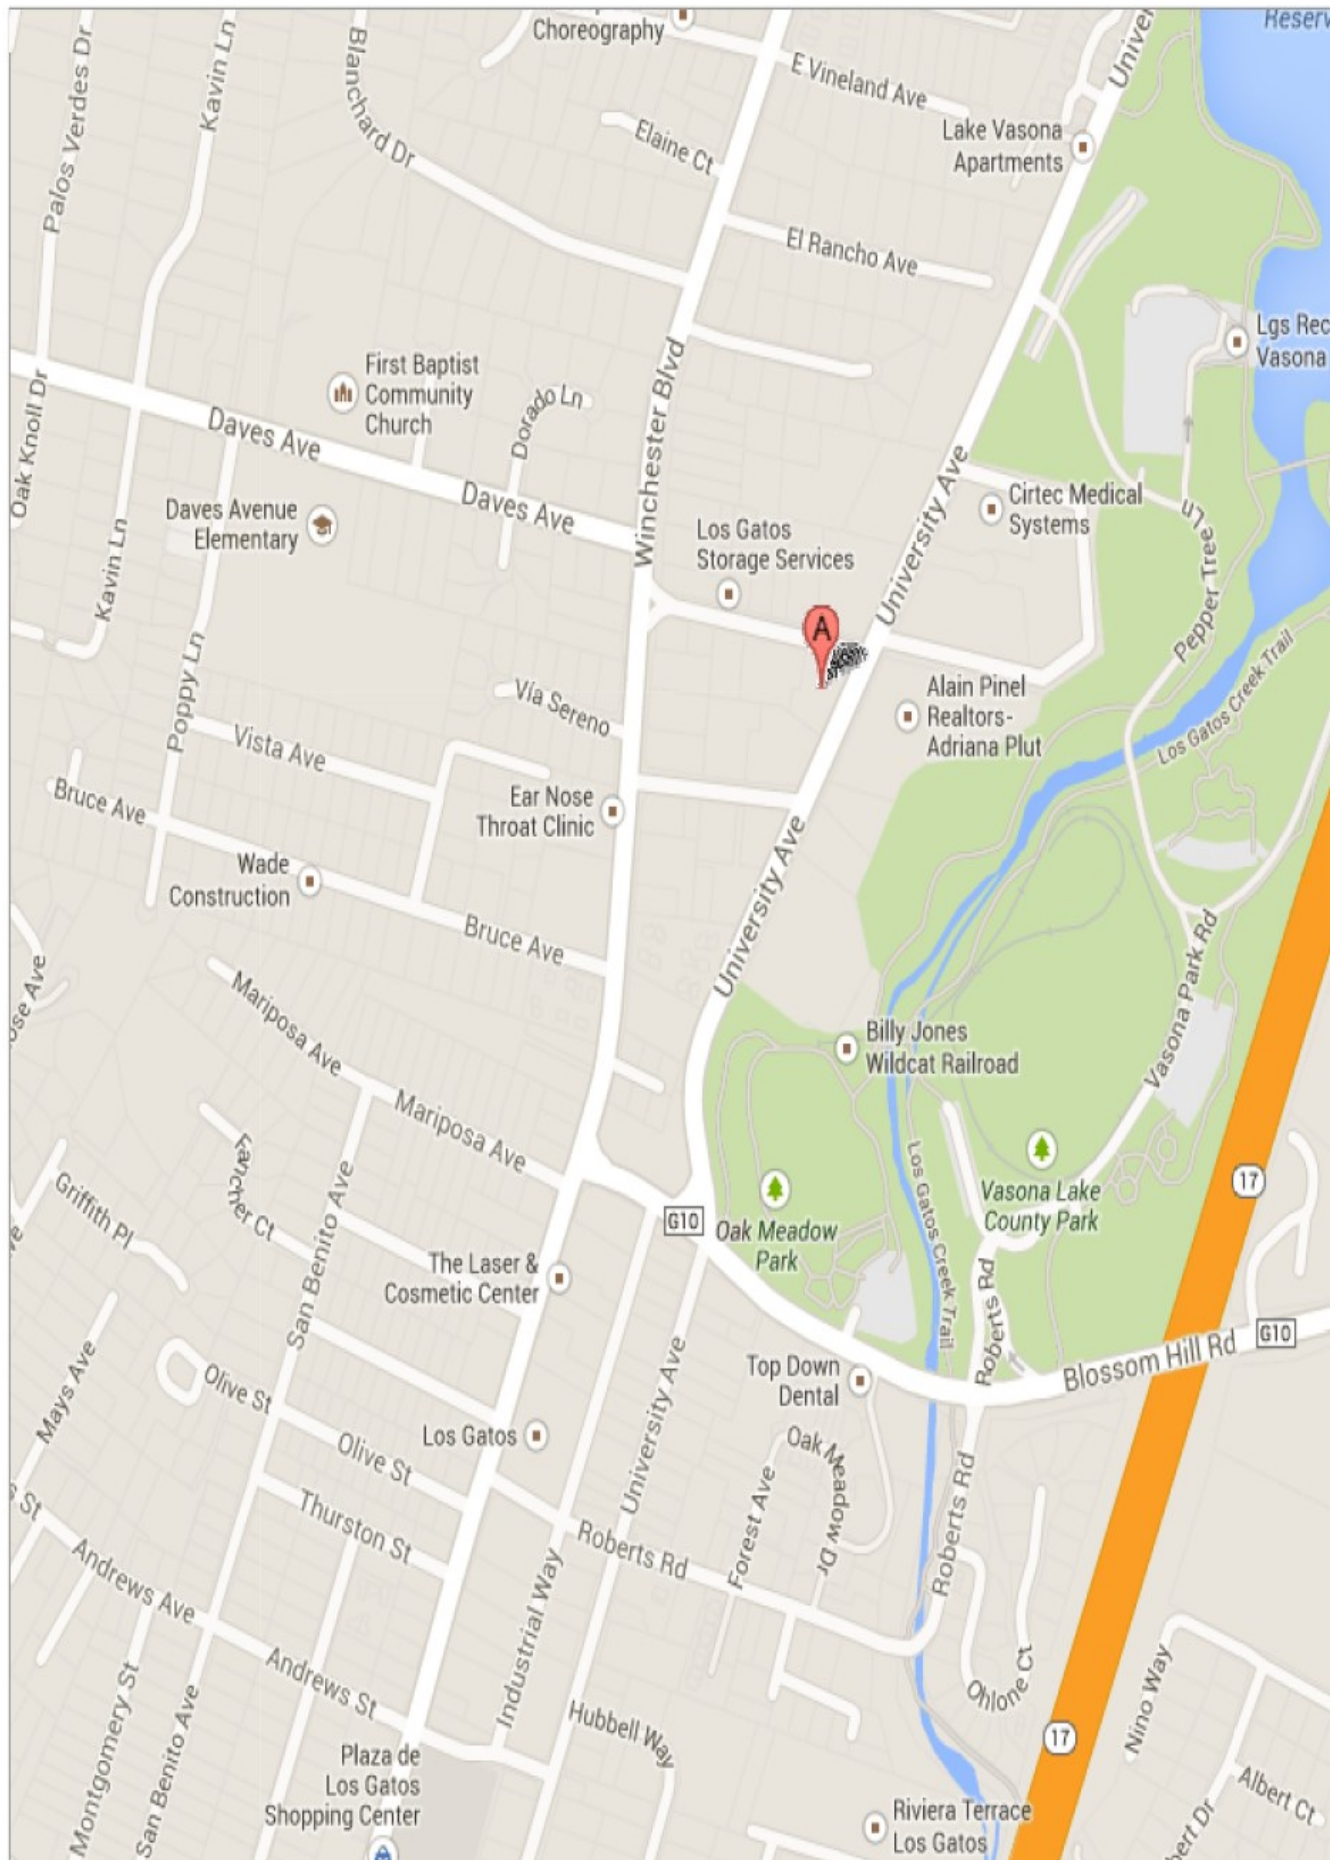 Choreography
Reserv
Univer
E Vineland Ave
Kavin Ln
Palos Verdes Dr
Blanchard Dr
Elaine Ct
Lake Vasona
Apartments
El Rancho Ave
Lgs Rec
Vasona
First Baptist
Community
Church
Dorado Ln
Winchester Blvd
Oak Knoll Dr
Daves Ave
Daves Ave
University Ave
Daves Avenue
Elementary
Cirtec Medical
Systems
Los Gatos
Storage Services
Kavin Ln
Pepper Tree Ln
A
Los Gatos Creek Trail
Poppy Ln
Vía Sereno
Alain Pinel
Realtors-
Adriana Plut
Vista Ave
Bruce Ave
Ear Nose
Throat Clinic
University Ave
Wade
Construction
Bruce Ave
Vasona Park Rd
ose Ave
Mariposa Ave
Billy Jones
Wildcat Railroad
Mariposa Ave
Los Gatos Creek Trail
Faucher Ct
Griffith Pl
San Benito Ave
17
Vasona Lake
County Park
G10
Oak Meadow
Park
The Laser &
Cosmetic Center
Roberts Rd
G10
Blossom Hill Rd
Mays Ave
Olive St
University Ave
Top Down
Dental
Los Gatos
Olive St
Oak Meadow Dr
Forest Ave
Thurston St
Roberts Rd
Roberts Rd
s St
Andrews Ave
Industrial Way
Andrews St
Montgomery St
San Benito Ave
Ohlone Ct
Nino Way
Hubbell Way
17
Plaza de
Los Gatos
Shopping Center
Albert Ct
bert Dr
Riviera Terrace
Los Gatos